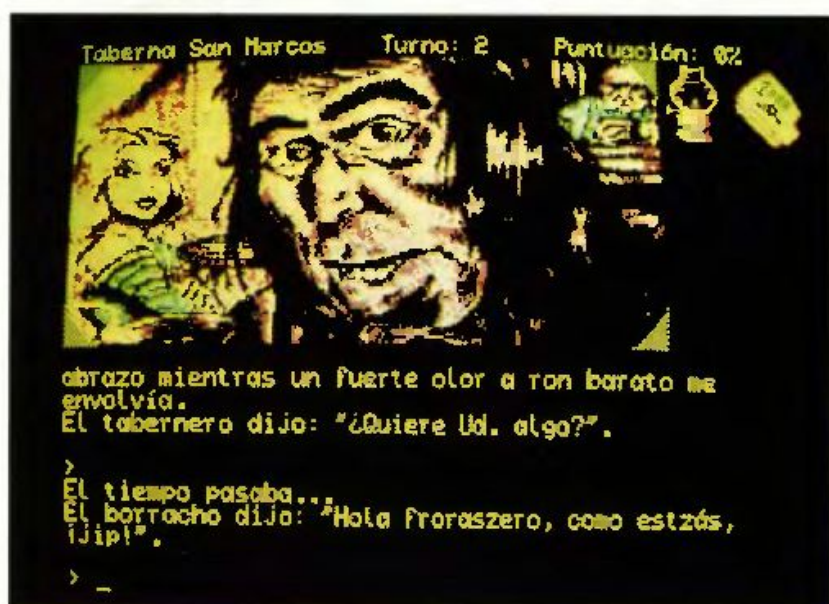 Taberna San Marcos Turno: 2 Puntuación: 0%
abrazo mientras un fuerte olor a ron barato me
envolvía.
El tabernero dijo: "¿Quiere Ud. algo?".
>
El tiempo pasaba...
El borracho dijo: "Hola froraszero, como estzás,
¡Jip!".
> _